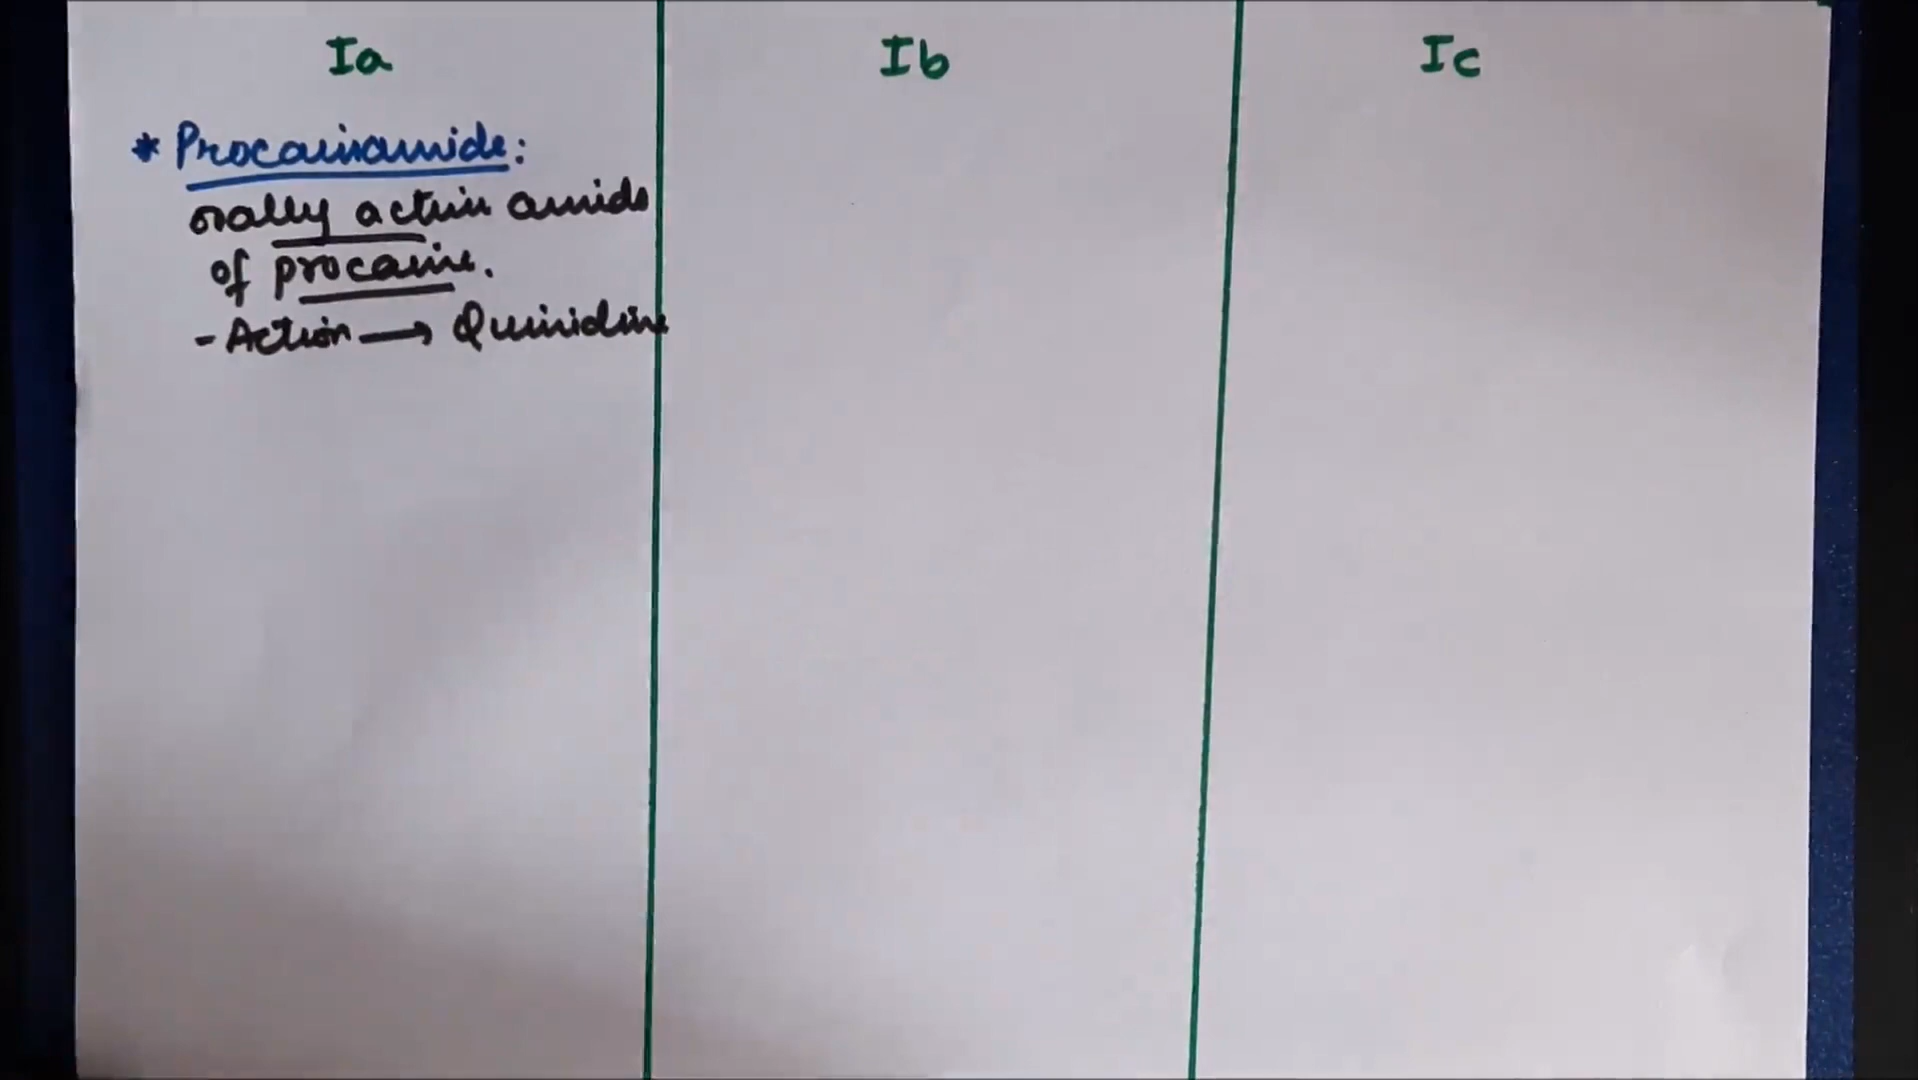 Ia
Ib
Ic
* Procainamide:
orally active amide
of procaine.
- Action → Quinidine